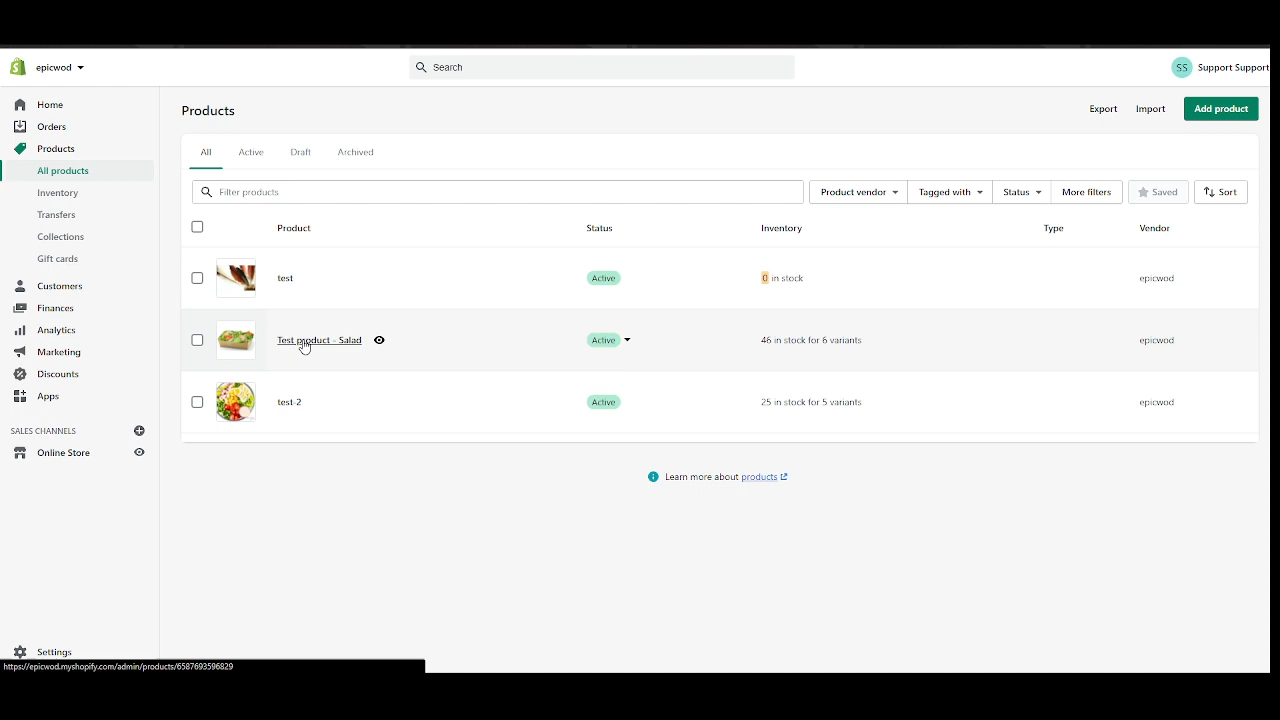 epicwod
Search
SS Support Support
Home
Orders
Products
All products
Inventory
Transfers
Collections
Gift cards
Customers
Finances
Analytics
Marketing
Discounts
Apps
SALES CHANNELS
Online Store
Settings
Products
Export Import Add product
All Active Draft Archived
Filter products Product vendor Tagged with Status More filters Saved Sort
Product Status Inventory Type Vendor
test Active 0 in stock epicwod
Test product - Salad Active 46 in stock for 6 variants epicwod
test-2 Active 25 in stock for 5 variants epicwod
Learn more about products
https://epicwod.myshopify.com/admin/products/6587693596829